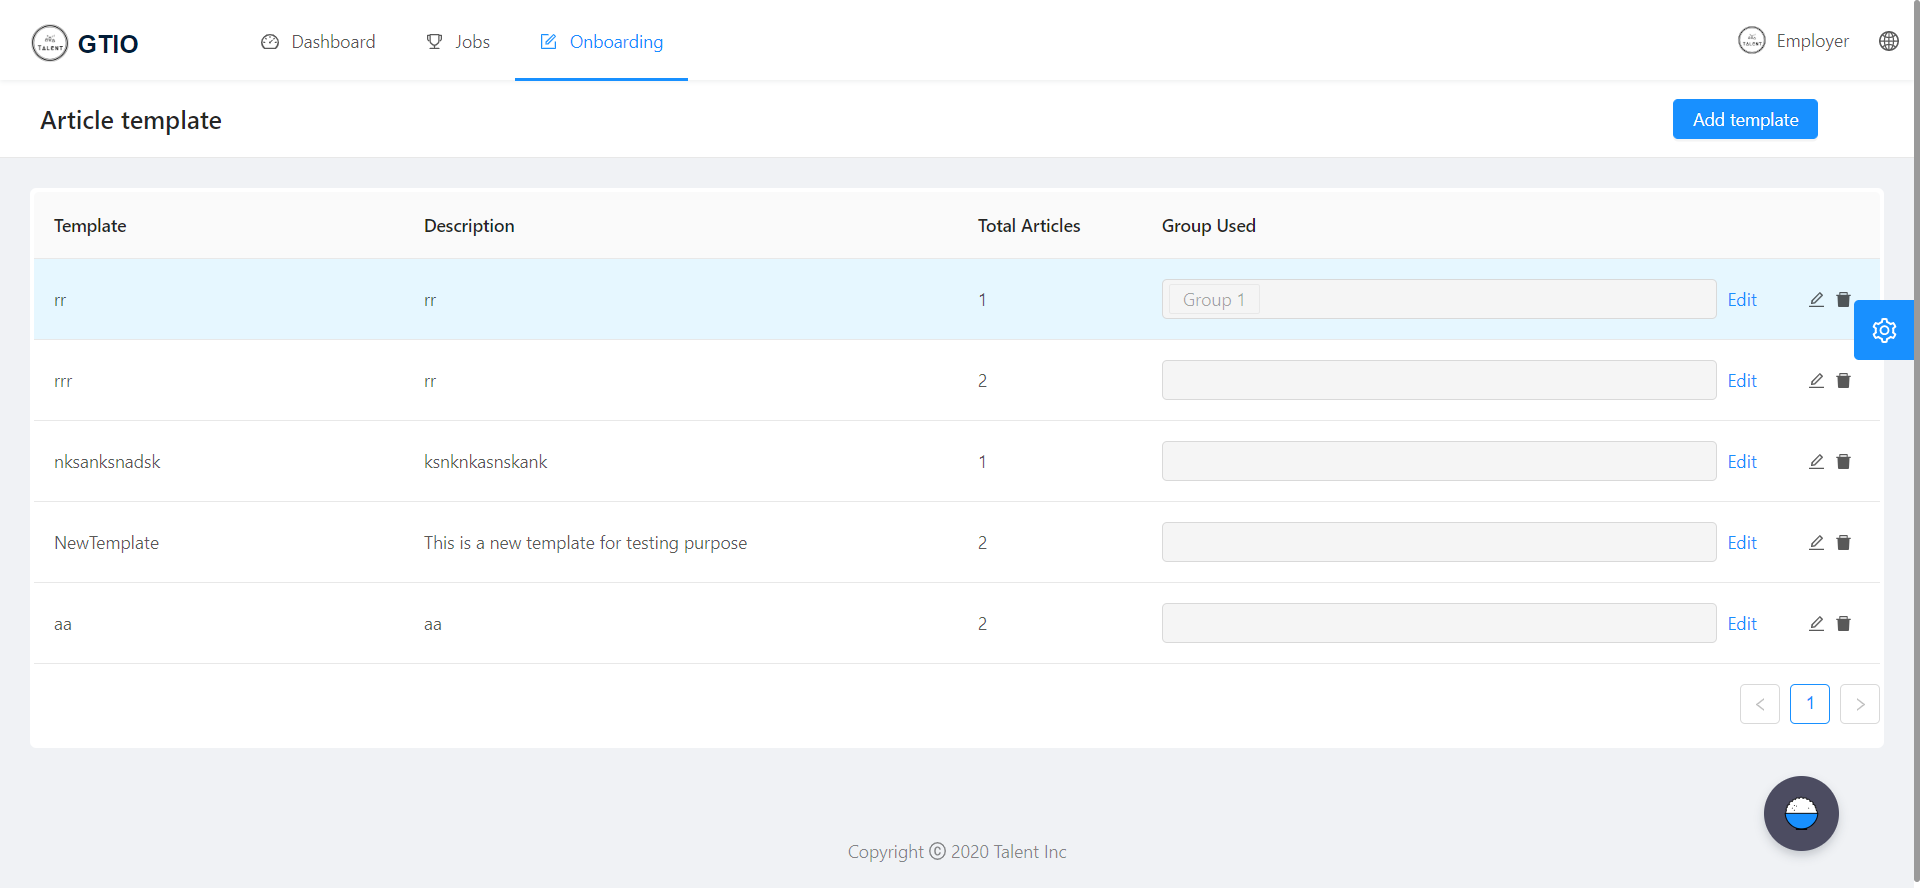 TALENT GTIO Dashboard Jobs Onboarding TALENT Employer
Article template Add template
Template Description Total Articles Group Used
rr rr 1 Group 1 Edit
rrr rr 2 Edit
nksanksnadsk ksnknkasnskank 1 Edit
NewTemplate This is a new template for testing purpose 2 Edit
aa aa 2 Edit
< 1 >
Copyright © 2020 Talent Inc